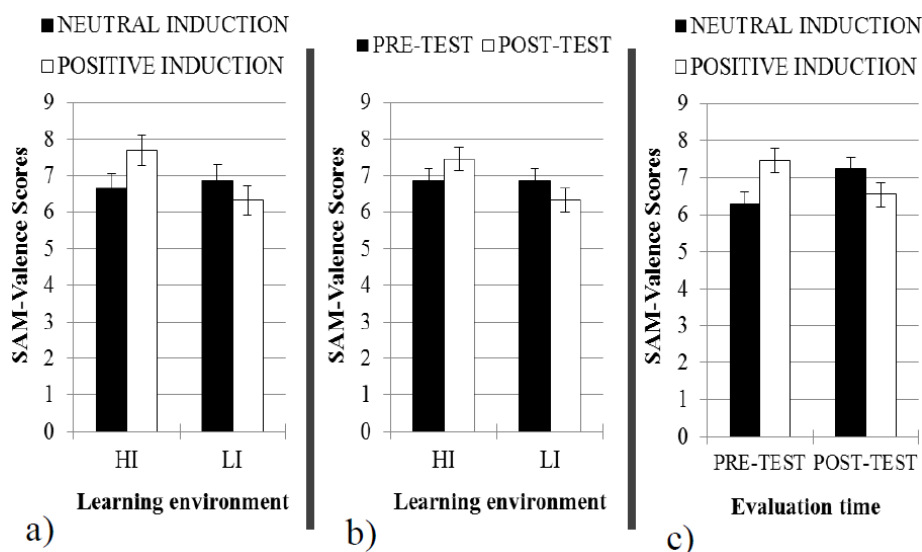 NEUTRAL INDUCTION
POSITIVE INDUCTION
SAM-Valence Scores
9
8
7
6
5
4
3
2
1
0
HI LI
Learning environment
a)
PRE-TEST POST-TEST
SAM-Valence Scores
9
8
7
6
5
4
3
2
1
0
HI LI
Learning environment
b)
NEUTRAL INDUCTION
POSITIVE INDUCTION
SAM-Valence Scores
9
8
7
6
5
4
3
2
1
0
PRE-TEST POST-TEST
Evaluation time
c)